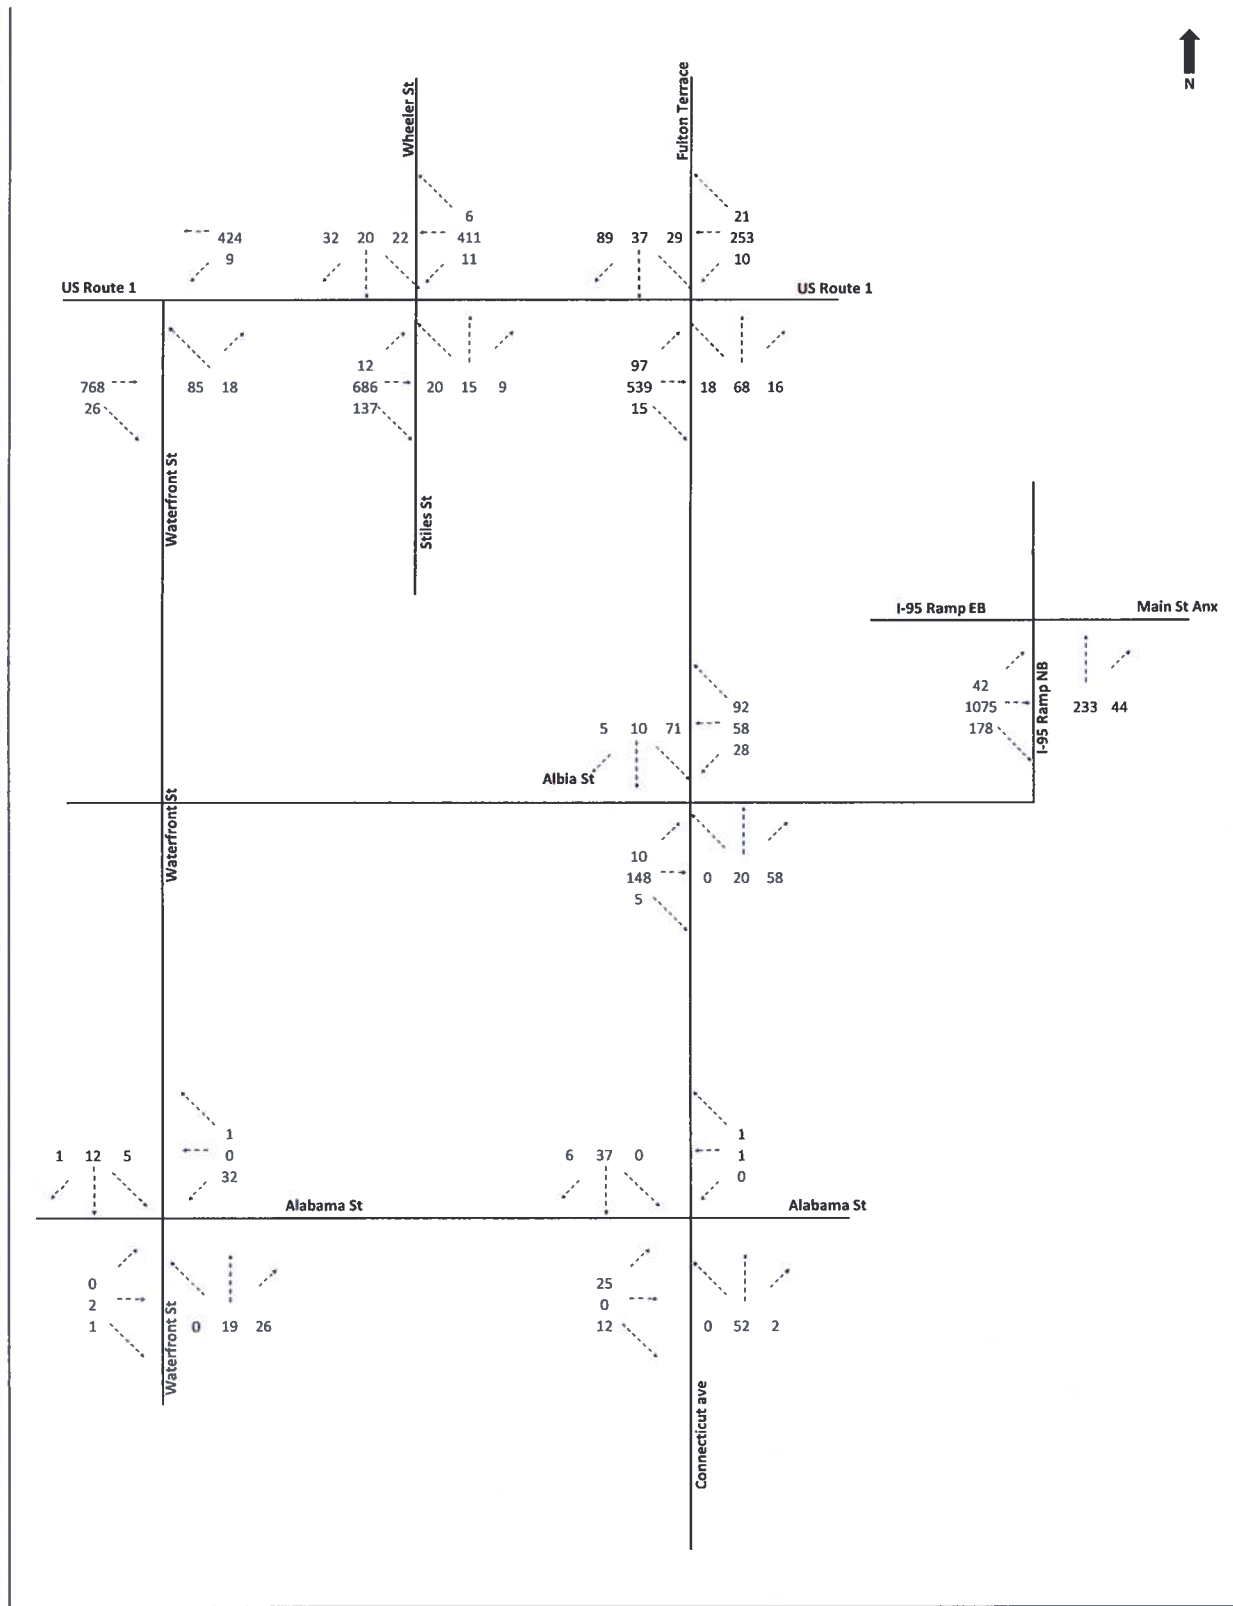 N
Wheeler St
Fulton Terrace
6
21
424
32 20 22 411
89 37 29 253
9
11
10
US Route 1
US Route 1
12
97
768
85 18
686
20 15 9
539
18 68 16
26
137
15
Waterfront St
Stiles St
I-95 Ramp EB
Main St Anx
42
1075
233 44
178
I-95 Ramp NB
92
5 10 71 58
28
Albia St
Waterfront St
10
148
0 20 58
5
1
1
1 12 5 0
6 37 0 1
32
0
Alabama St
Alabama St
0
25
2
0
1
0 19 26
12
0 52 2
Waterfront St
Connecticut ave